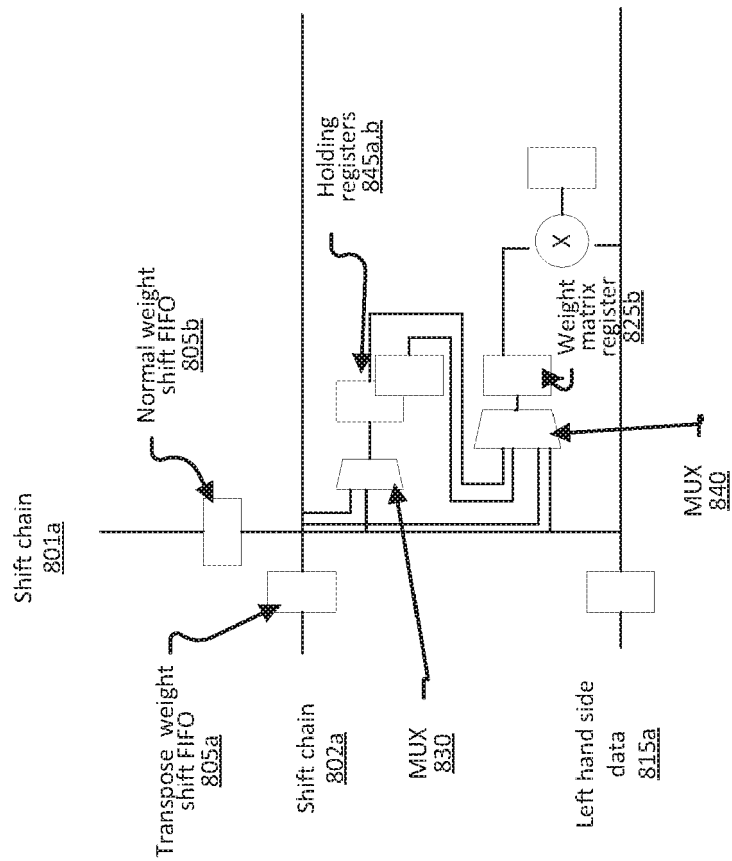 Shift chain
801a
Normal weight
shift FIFO
805b
Transpose weight
shift FIFO
805a
Holding
registers
845a,b
Shift chain
802a
MUX
830
X
Weight
matrix
register
825b
Left hand side
data
815a
MUX
840